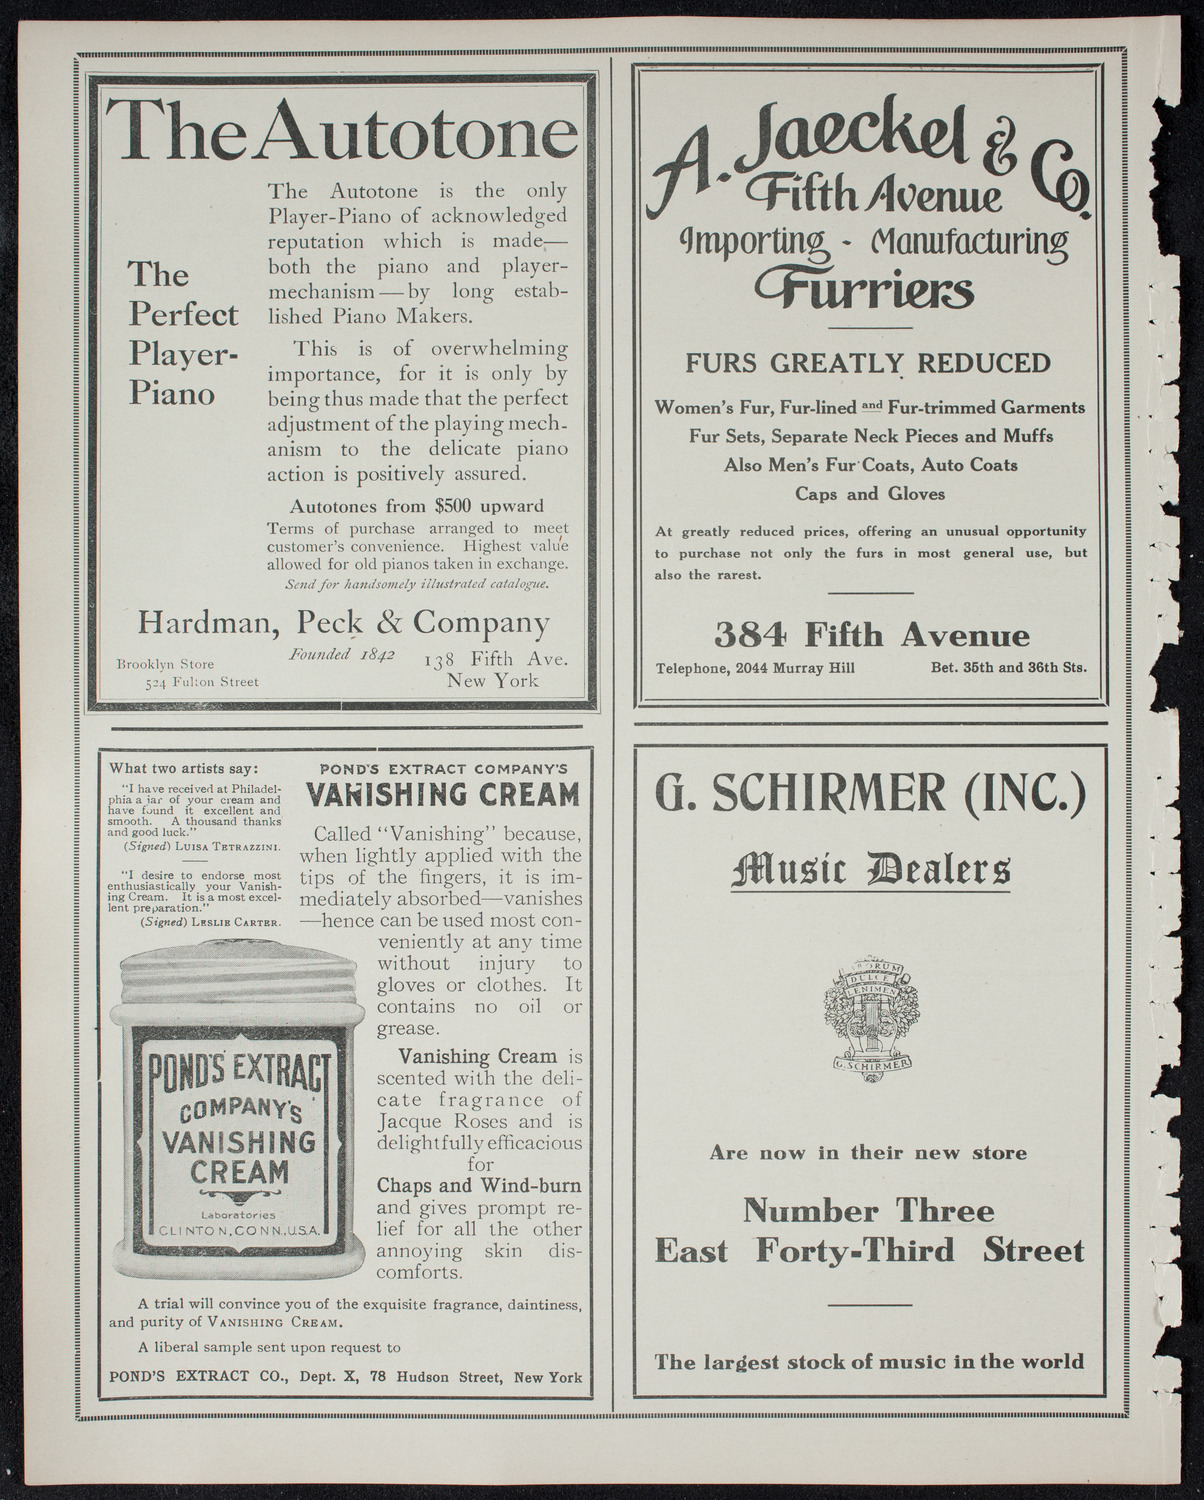 The Autotone
The
Perfect
Player-
Piano
The Autotone is the only
Player-Piano of acknowledged
reputation which is made—
both the piano and player-
mechanism—by long estab-
lished Piano Makers.
This is of overwhelming
importance, for it is only by
being thus made that the perfect
adjustment of the playing mech-
anism to the delicate piano
action is positively assured.
Autotones from $500 upward
Terms of purchase arranged to meet
customer's convenience. Highest value
allowed for old pianos taken in exchange.
Send for handsomely illustrated catalogue.
Hardman, Peck & Company
Founded 1842
Brooklyn Store
524 Fulton Street
138 Fifth Ave.
New York
A. Jaeckel & Co.
Fifth Avenue
Importing - Manufacturing
Furriers
FURS GREATLY REDUCED
Women's Fur, Fur-lined and Fur-trimmed Garments
Fur Sets, Separate Neck Pieces and Muffs
Also Men's Fur Coats, Auto Coats
Caps and Gloves
At greatly reduced prices, offering an unusual opportunity
to purchase not only the furs in most general use, but
also the rarest.
384 Fifth Avenue
Telephone, 2044 Murray Hill Bet. 35th and 36th Sts.
What two artists say:
"I have received at Philadel-
phia a jar of your cream and
have found it excellent and
smooth. A thousand thanks
and good luck."
(Signed) LUISA TETRAZZINI.
"I desire to endorse most
enthusiastically your Vanish-
ing Cream. It is a most excel-
lent preparation."
(Signed) LESLIE CARTER.
POND'S EXTRACT COMPANY'S
VANISHING CREAM
Called "Vanishing" because,
when lightly applied with the
tips of the fingers, it is im-
mediately absorbed—vanishes
—hence can be used most con-
veniently at any time
without injury to
gloves or clothes. It
contains no oil or
grease.
Vanishing Cream is
scented with the deli-
cate fragrance of
Jacque Roses and is
delightfully efficacious
for
Chaps and Wind-burn
and gives prompt re-
lief for all the other
annoying skin dis-
comforts.
POND'S EXTRACT
COMPANY'S
VANISHING
CREAM
Laboratories
CLINTON, CONN., U.S.A.
A trial will convince you of the exquisite fragrance, daintiness,
and purity of VANISHING CREAM.
A liberal sample sent upon request to
POND'S EXTRACT CO., Dept. X, 78 Hudson Street, New York
G. SCHIRMER (INC.)
Music Dealers
DULCE
LENIMEN
G. SCHIRMER
Are now in their new store
Number Three
East Forty-Third Street
The largest stock of music in the world